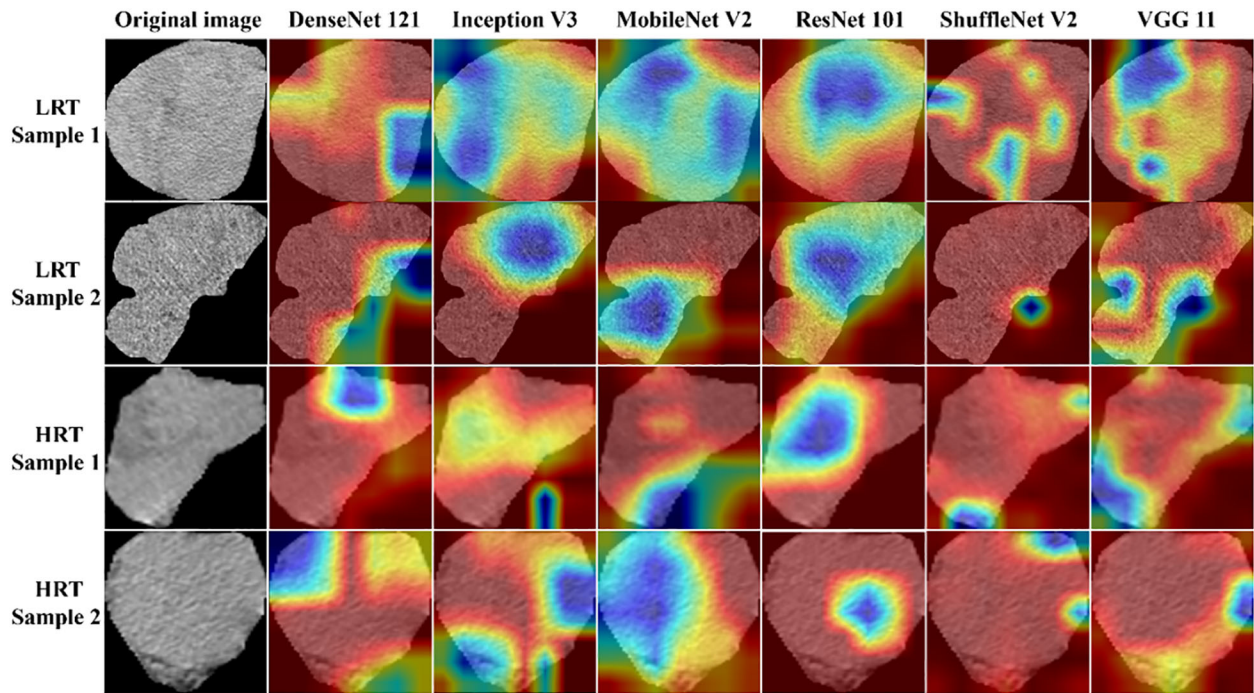 Original image DenseNet 121 Inception V3 MobileNet V2 ResNet 101 ShuffleNet V2 VGG 11
LRT
Sample 1
LRT
Sample 2
HRT
Sample 1
HRT
Sample 2